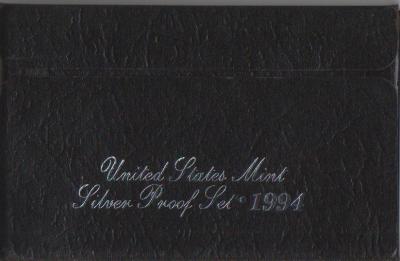 United States Mint
Silver Proof Set • 1994